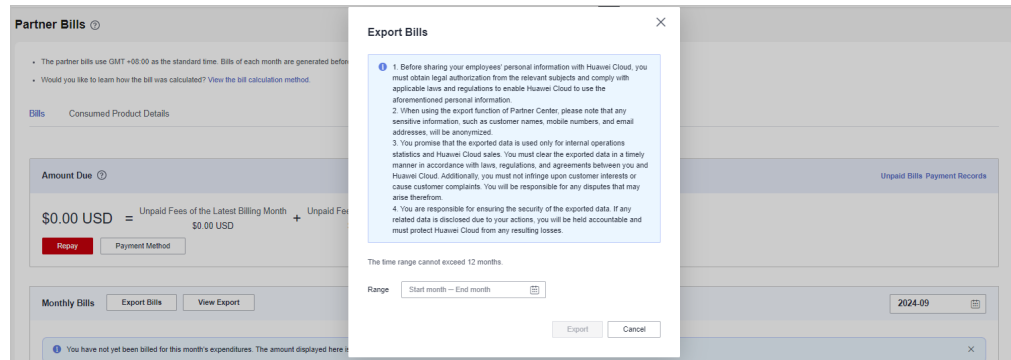 Partner Bills
The partner bills use GMT +08:00 as the standard time. Bills of each month are generated before
Would you like to learn how the bill was calculated? View the bill calculation method.
Bills Consumed Product Details
Amount Due
Unpaid Bills Payment Records
$0.00 USD = Unpaid Fees of the Latest Billing Month + Unpaid Fee
$0.00 USD
Repay Payment Method
Monthly Bills Export Bills View Export 2024-09
You have not yet been billed for this month's expenditures. The amount displayed here is
Export Bills
1. Before sharing your employees' personal information with Huawei Cloud, you
must obtain legal authorization from the relevant subjects and comply with
applicable laws and regulations to enable Huawei Cloud to use the
aforementioned personal information.
2. When using the export function of Partner Center, please note that any
sensitive information, such as customer names, mobile numbers, and email
addresses, will be anonymized.
3. You promise that the exported data is used only for internal operations
statistics and Huawei Cloud sales. You must clear the exported data in a timely
manner in accordance with laws, regulations, and agreements between you and
Huawei Cloud. Additionally, you must not infringe upon customer interests or
cause customer complaints. You will be responsible for any disputes that may
arise therefrom.
4. You are responsible for ensuring the security of the exported data. If any
related data is disclosed due to your actions, you will be held accountable and
must protect Huawei Cloud from any resulting losses.
The time range cannot exceed 12 months.
Range Start month – End month
Export Cancel